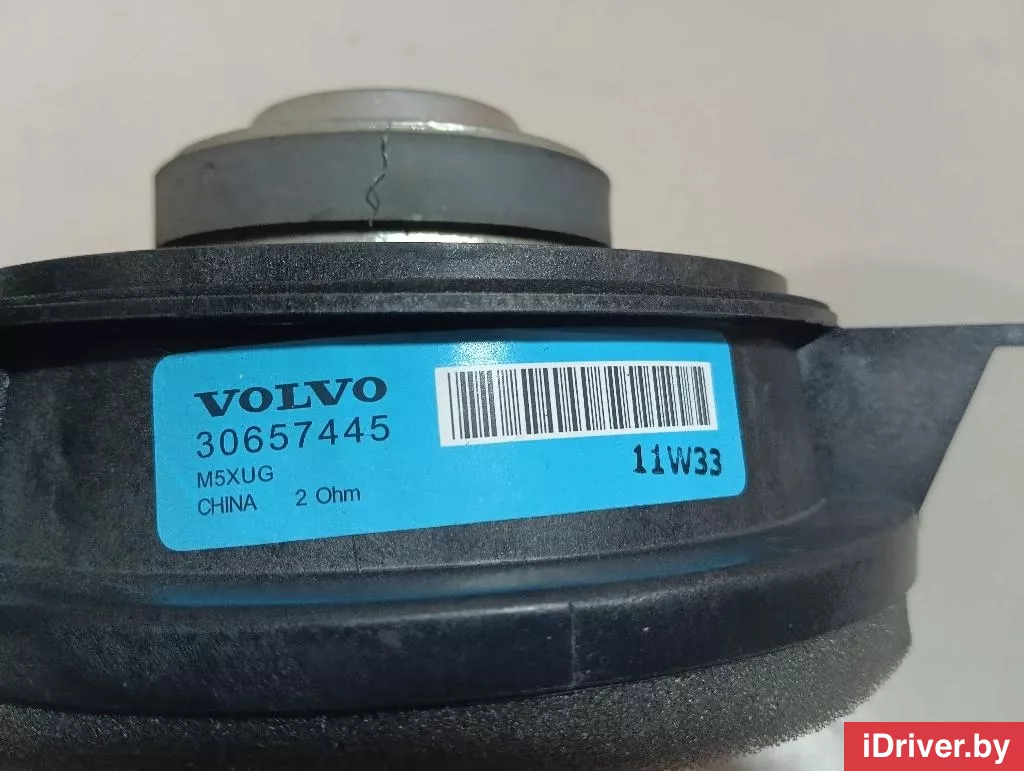 VOLVO
30657445
M5XUG
CHINA 2 Ohm
11W33
iDriver.by